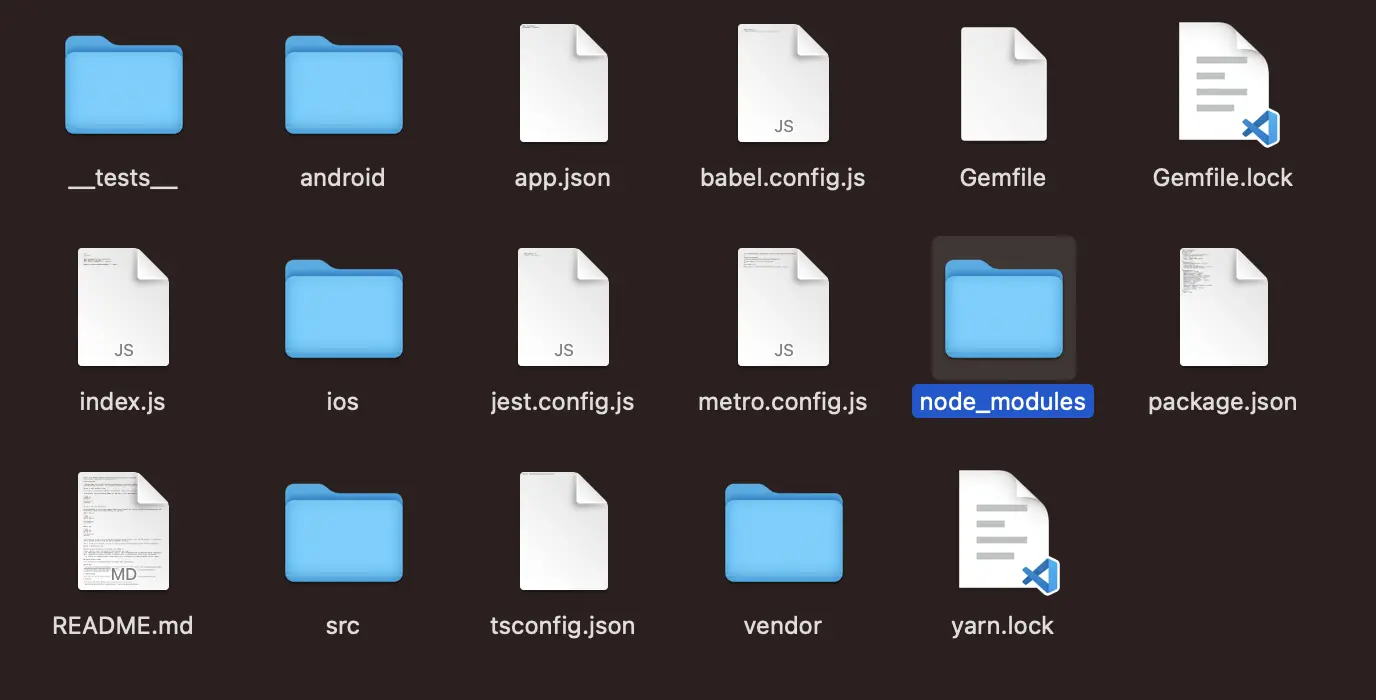 __tests__
android
app.json
JS
babel.config.js
Gemfile
Gemfile.lock
JS
index.js
ios
JS
jest.config.js
JS
metro.config.js
node_modules
package.json
MD
README.md
src
tsconfig.json
vendor
yarn.lock